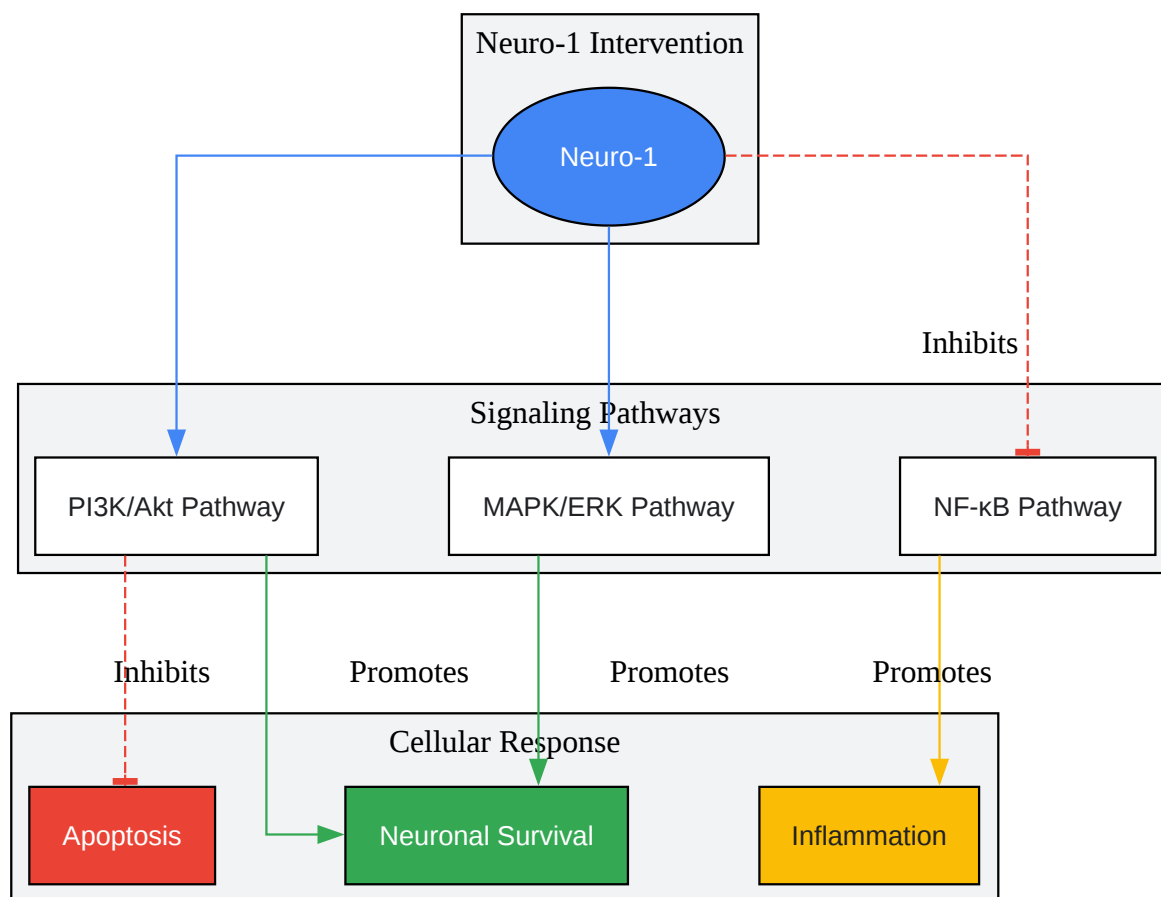 Neuro-1 Intervention
Neuro-1
Inhibits
Signaling Pathways
PI3K/Akt Pathway
MAPK/ERK Pathway
NF-κB Pathway
Inhibits
Promotes
Promotes
Promotes
Cellular Response
Apoptosis
Neuronal Survival
Inflammation